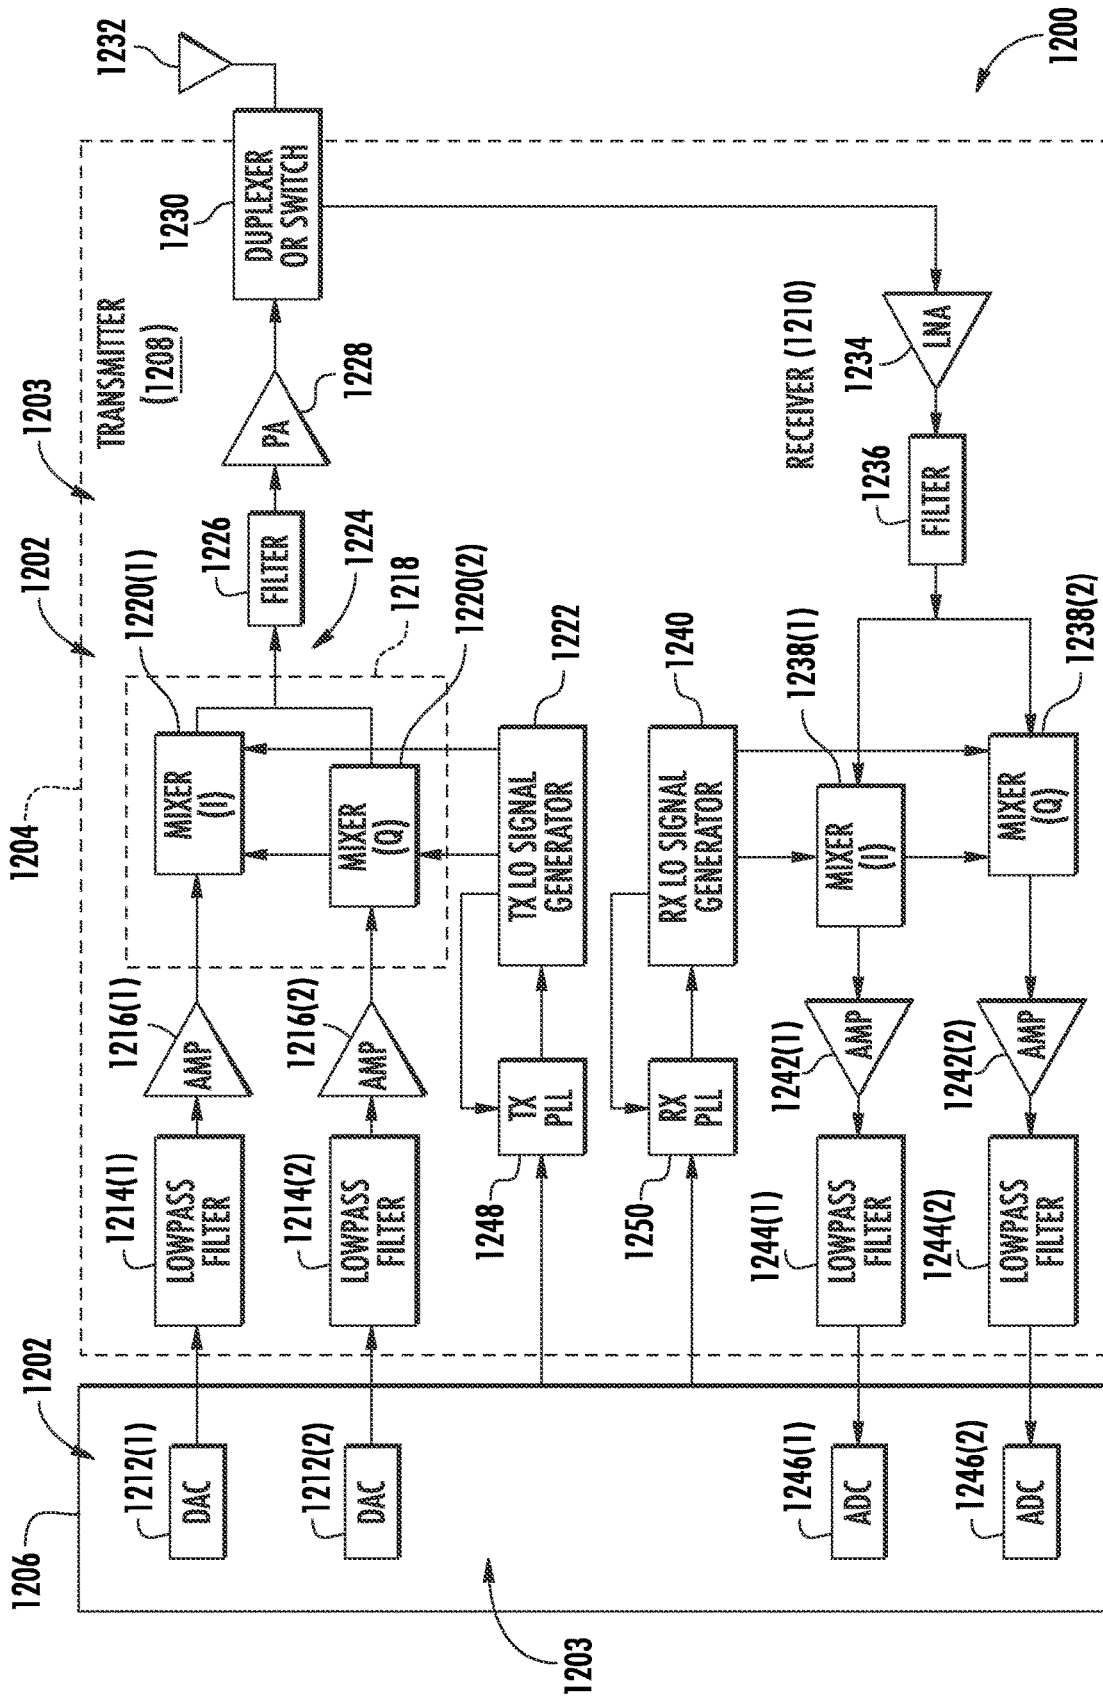 1206
1202
1212(1)
DAC
1212(2)
DAC
1246(1)
ADC
1246(2)
ADC
1203
1204
1202
1203
TRANSMITTER
(1208)
1214(1)
LOWPASS
FILTER
1216(1)
AMP
1220(1)
MIXER
(I)
1214(2)
LOWPASS
FILTER
1216(2)
AMP
MIXER
(Q)
1220(2)
1218
1224
1226
FILTER
PA
1228
1230
DUPLEXER
OR SWITCH
1232
1248
TX
PLL
TX LO SIGNAL
GENERATOR
1222
1250
RX
PLL
RX LO SIGNAL
GENERATOR
1240
RECEIVER (1210)
1244(1)
LOWPASS
FILTER
1242(1)
AMP
MIXER
(I)
1238(1)
1236
FILTER
1234
LNA
1244(2)
LOWPASS
FILTER
1242(2)
AMP
MIXER
(Q)
1238(2)
1200